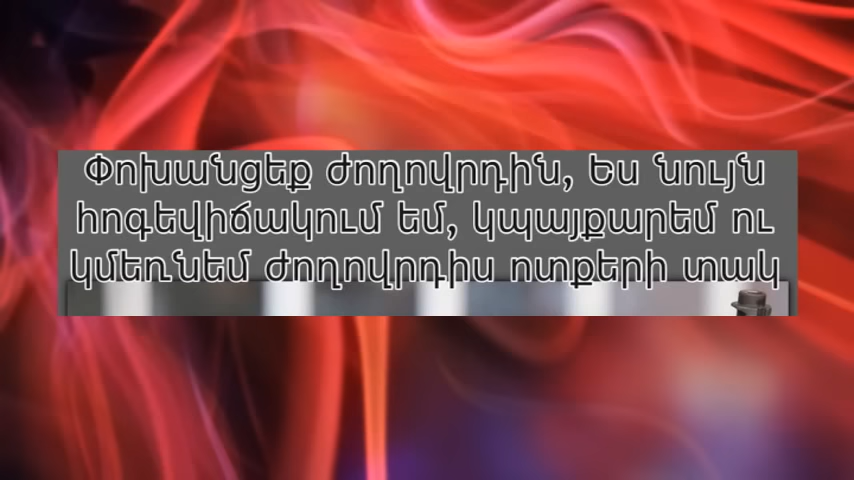 Փոխանցեք ժողովրդին, Ես նույն
հոգեվիճակում եմ, կպայքարեմ ու
կմեռնեմ ժողովրդիս ոտքերի տակ